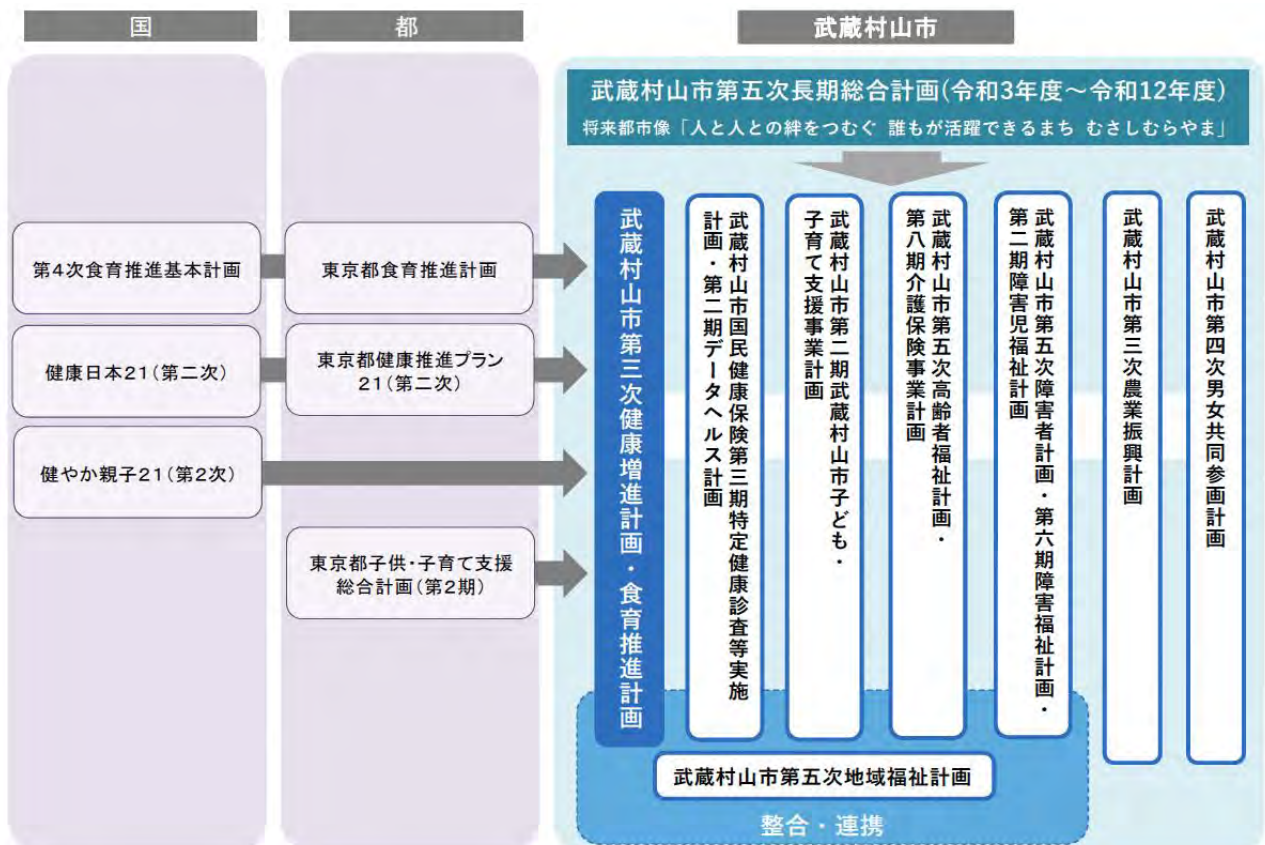 国
都
武蔵村山市
武蔵村山市第五次長期総合計画(令和3年度～令和12年度)
将来都市像「人と人との絆をつむぐ 誰もが活躍できるまち むさしむらやま」
第4次食育推進基本計画
東京都食育推進計画
健康日本21(第二次)
東京都健康推進プラン
21(第二次)
健やか親子21(第2次)
東京都子供・子育て支援
総合計画(第2期)
武蔵村山市第三次健康増進計画・食育推進計画
武蔵村山市国民健康保険第三期特定健康診査等実施
計画・第二期データヘルス計画
武蔵村山市第二期武蔵村山市子ども・
子育て支援事業計画
武蔵村山市第五次高齢者福祉計画・
第八期介護保険事業計画
武蔵村山市第五次障害者計画・第六期障害福祉計画・
第二期障害児福祉計画
武蔵村山市第三次農業振興計画
武蔵村山市第四次男女共同参画計画
武蔵村山市第五次地域福祉計画
整合・連携